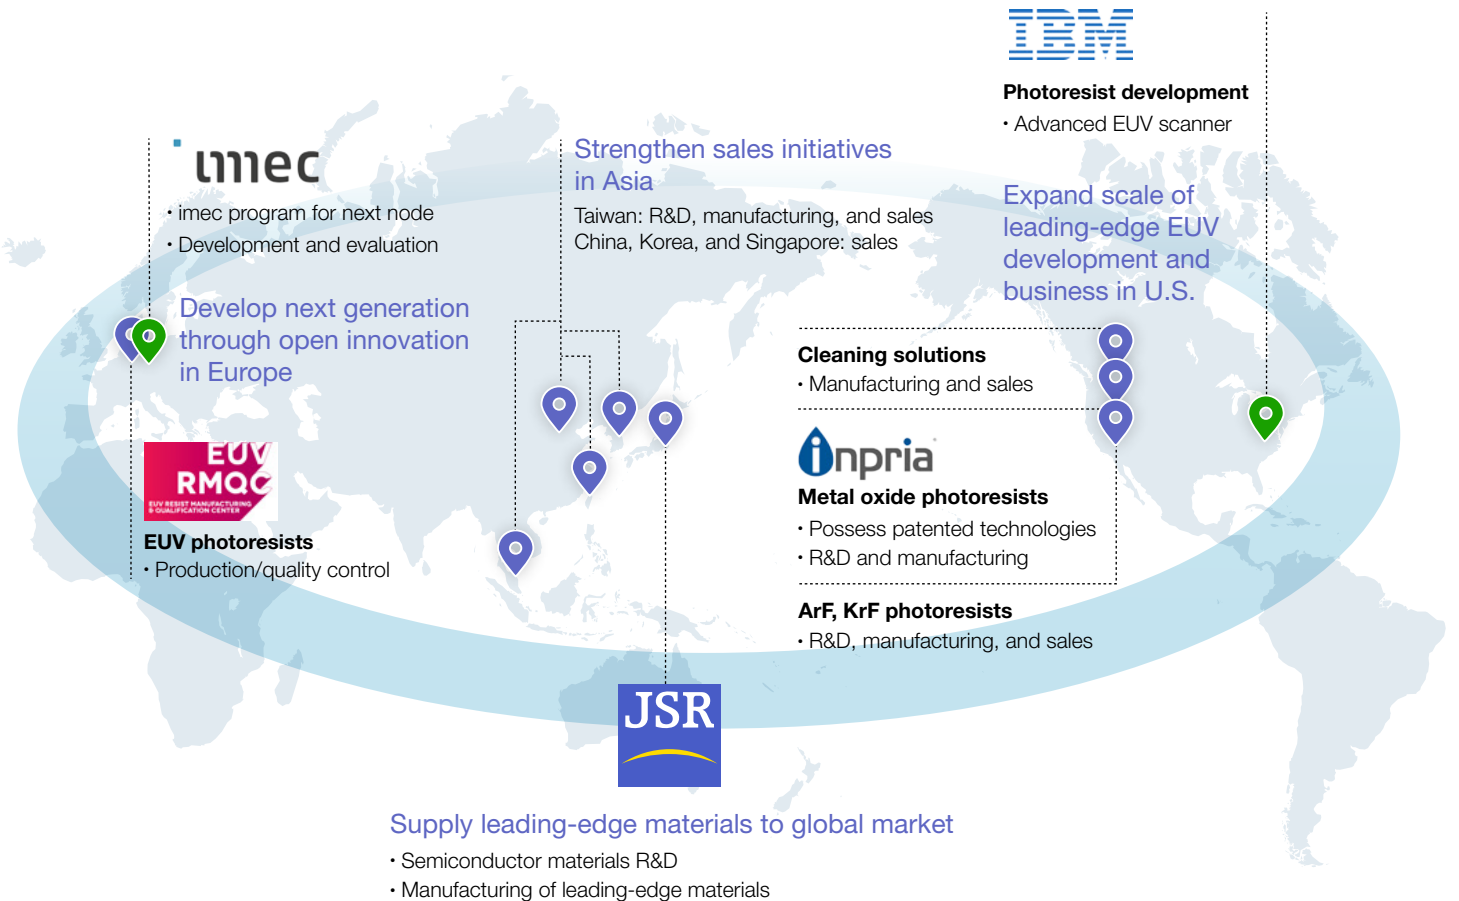 imec
• imec program for next node
• Development and evaluation
Develop next generation
through open innovation
in Europe
EUV
RMQC
EUV RESIST MANUFACTURING
& QUALIFICATION CENTER
EUV photoresists
• Production/quality control
Strengthen sales initiatives
in Asia
Taiwan: R&D, manufacturing, and sales
China, Korea, and Singapore: sales
IBM
Photoresist development
• Advanced EUV scanner
Expand scale of
leading-edge EUV
development and
business in U.S.
Cleaning solutions
• Manufacturing and sales
inpria
Metal oxide photoresists
• Possess patented technologies
• R&D and manufacturing
ArF, KrF photoresists
• R&D, manufacturing, and sales
JSR
Supply leading-edge materials to global market
• Semiconductor materials R&D
• Manufacturing of leading-edge materials